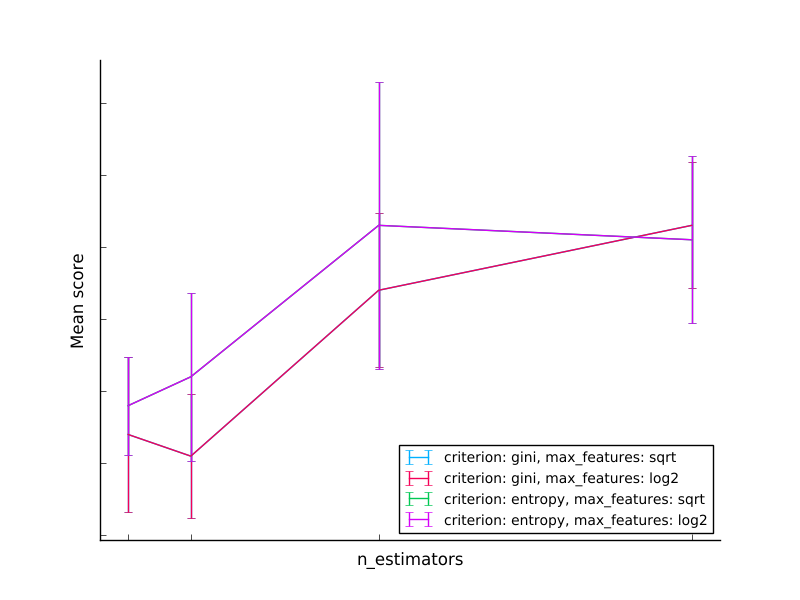 Mean score
criterion: gini, max_features: sqrt
criterion: gini, max_features: log2
criterion: entropy, max_features: sqrt
criterion: entropy, max_features: log2
n_estimators